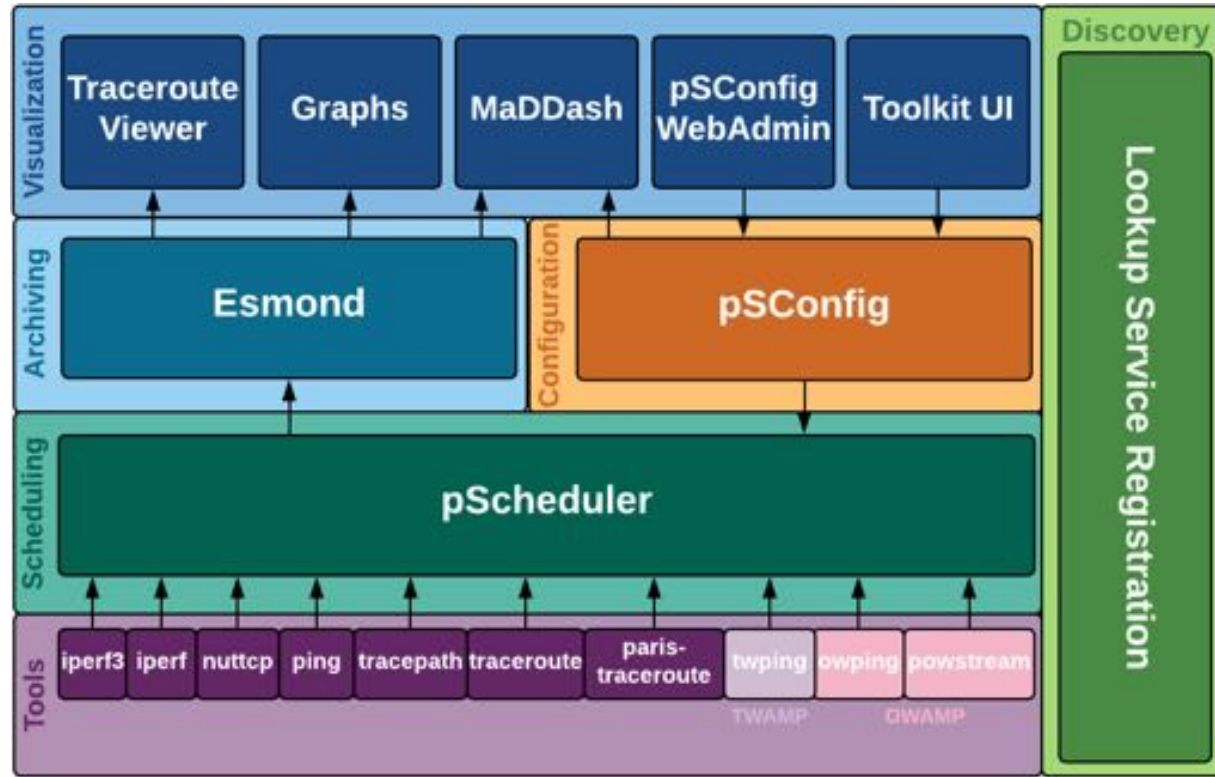 Visualization
Traceroute
Viewer
Graphs
MaDDash
pSConfig
WebAdmin
Toolkit UI
Discovery
Lookup Service Registration
Archiving
Esmond
Configuration
pSConfig
Scheduling
pScheduler
Tools
iperf3
iperf
nuttcp
ping
tracepath
traceroute
paris-
traceroute
twping
owping
powstream
TWAMP
OWAMP